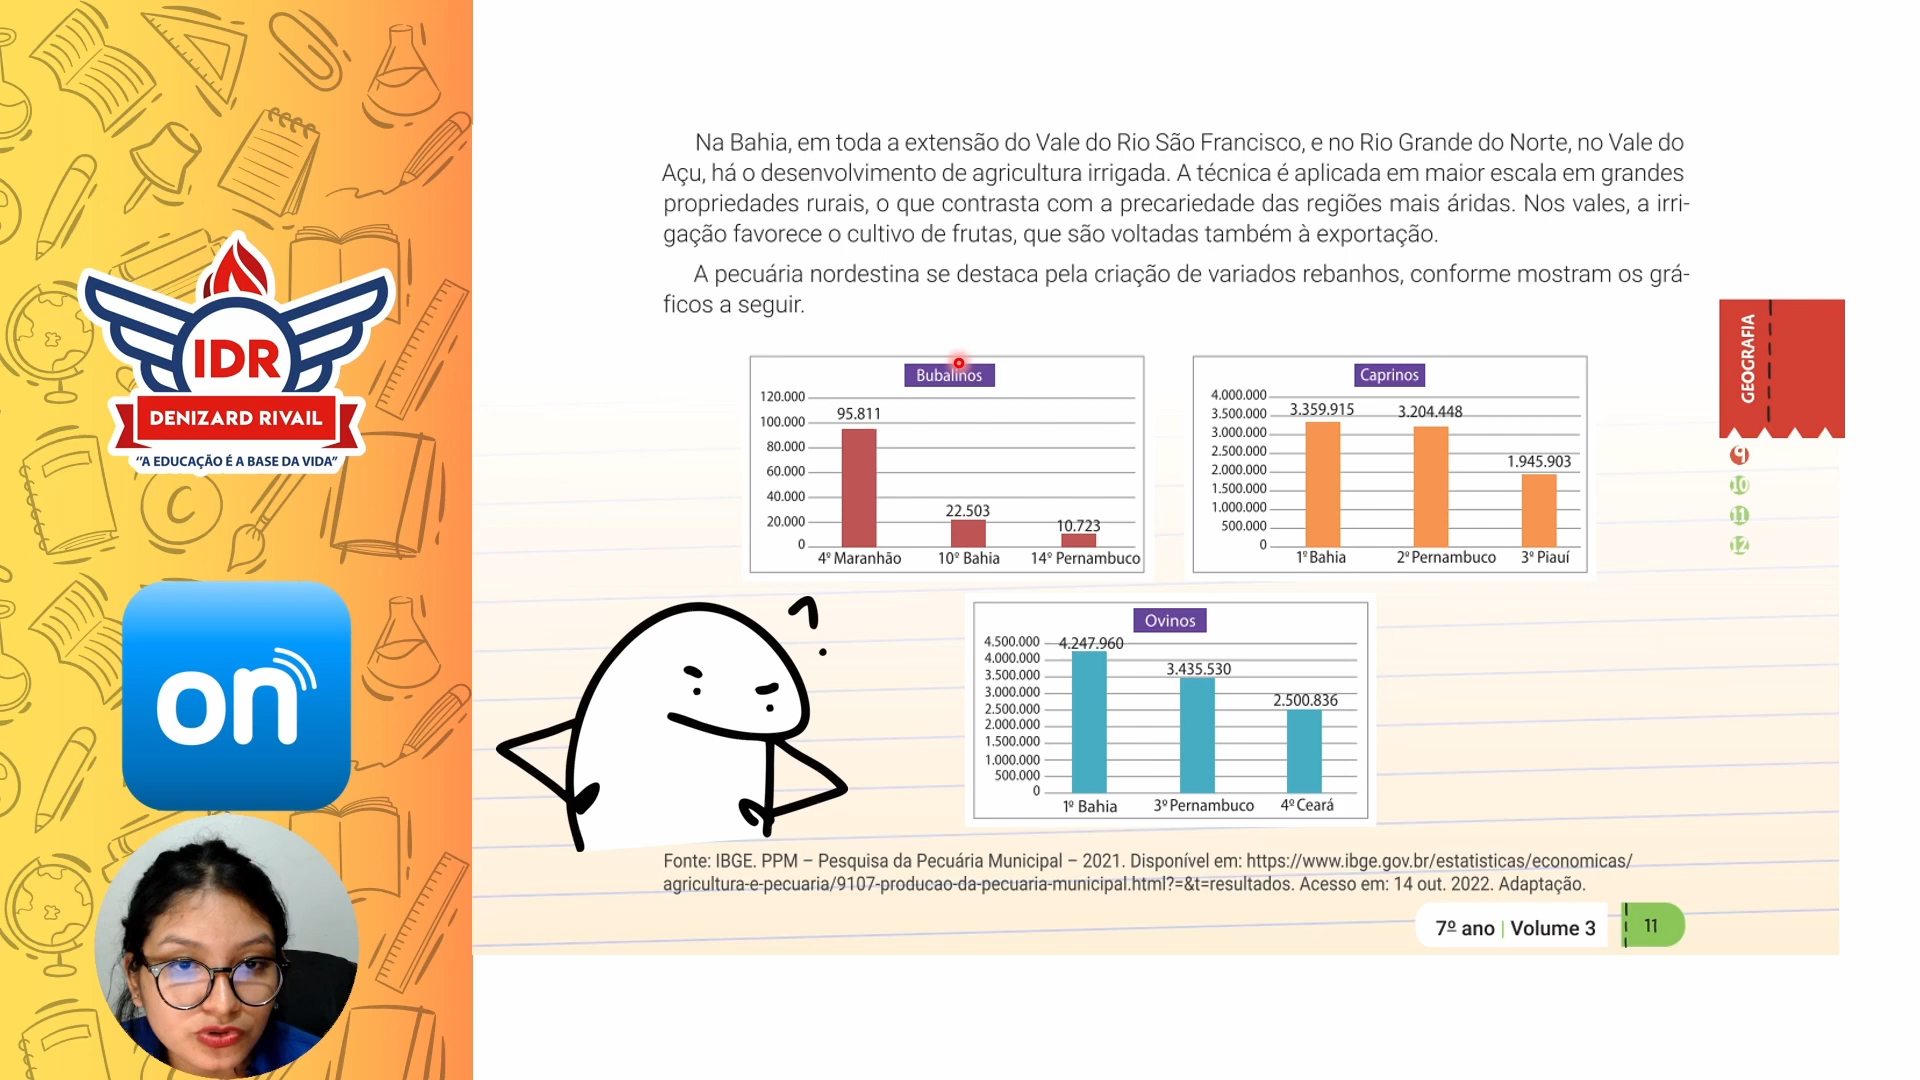 Na Bahia, em toda a extensão do Vale do Rio São Francisco, e no Rio Grande do Norte, no Vale do
Açu, há o desenvolvimento de agricultura irrigada. A técnica é aplicada em maior escala em grandes
propriedades rurais, o que contrasta com a precariedade das regiões mais áridas. Nos vales, a irri-
gação favorece o cultivo de frutas, que são voltadas também à exportação.
A pecuária nordestina se destaca pela criação de variados rebanhos, conforme mostram os grá-
ficos a seguir.
IDR
DENIZARD RIVAIL
"A EDUCAÇÃO É A BASE DA VIDA"
on
GEOGRAFIA
9
10
11
12
Bubalinos
120.000
100.000
80.000
60.000
40.000
20.000
0
95.811
22.503
10.723
4º Maranhão
10º Bahia
14º Pernambuco
Caprinos
4.000.000
3.500.000
3.000.000
2.500.000
2.000.000
1.500.000
1.000.000
500.000
0
3.359.915
3.204.448
1.945.903
1º Bahia
2º Pernambuco
3º Piauí
Ovinos
4.500.000
4.000.000
3.500.000
3.000.000
2.500.000
2.000.000
1.500.000
1.000.000
500.000
0
4.247.960
3.435.530
2.500.836
1º Bahia
3º Pernambuco
4º Ceará
?
Fonte: IBGE. PPM – Pesquisa da Pecuária Municipal – 2021. Disponível em: https://www.ibge.gov.br/estatisticas/economicas/
agricultura-e-pecuaria/9107-producao-da-pecuaria-municipal.html?=&t=resultados. Acesso em: 14 out. 2022. Adaptação.
7º ano | Volume 3
11